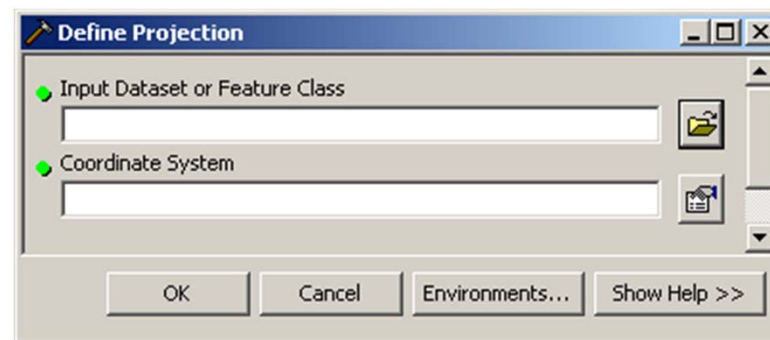 Define Projection
Input Dataset or Feature Class
Coordinate System
OK Cancel Environments... Show Help >>